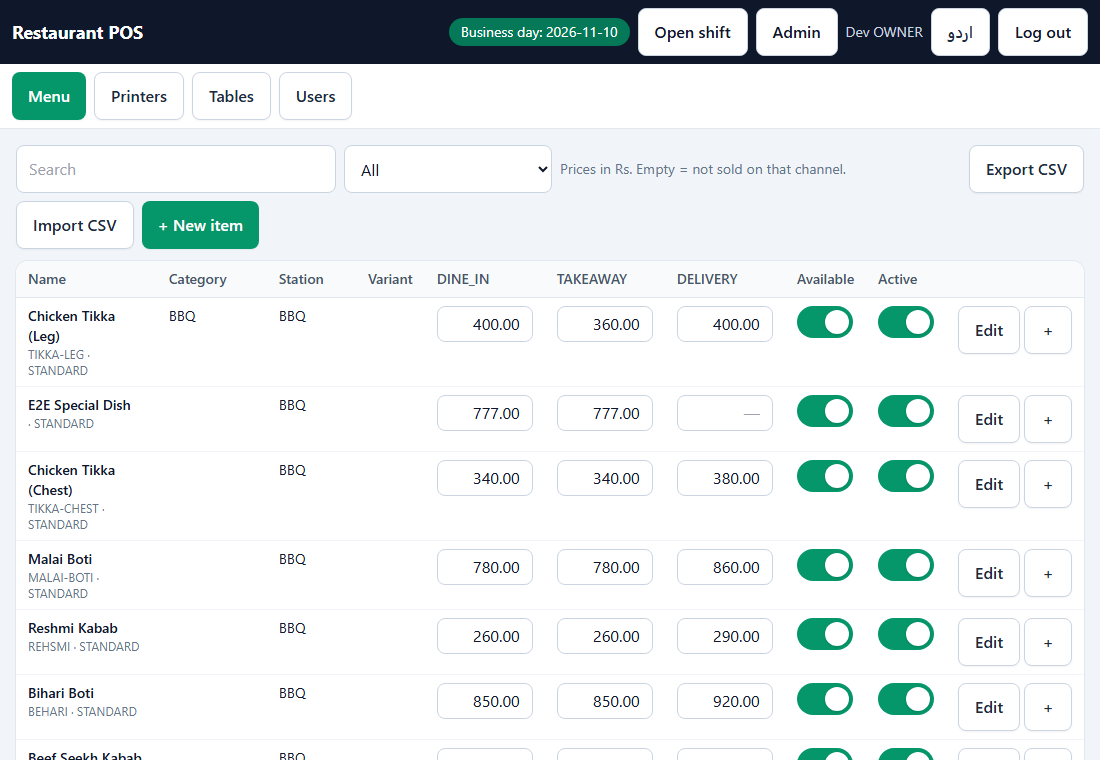 Restaurant POS
Business day: 2026-11-10
Open shift
Admin
Dev OWNER
اردو
Log out
Menu
Printers
Tables
Users
Search
All
Prices in Rs. Empty = not sold on that channel.
Export CSV
Import CSV
+ New item
Name Category Station Variant DINE_IN TAKEAWAY DELIVERY Available Active
Chicken Tikka BBQ BBQ 400.00 360.00 400.00 Edit +
(Leg)
TIKKA-LEG ·
STANDARD
E2E Special Dish BBQ 777.00 777.00 — Edit +
· STANDARD
Chicken Tikka BBQ 340.00 340.00 380.00 Edit +
(Chest)
TIKKA-CHEST ·
STANDARD
Malai Boti BBQ 780.00 780.00 860.00 Edit +
MALAI-BOTI ·
STANDARD
Reshmi Kabab BBQ 260.00 260.00 290.00 Edit +
REHSMI · STANDARD
Bihari Boti BBQ 850.00 850.00 920.00 Edit +
BEHARI · STANDARD
Beef Seekh Kabab BBQ